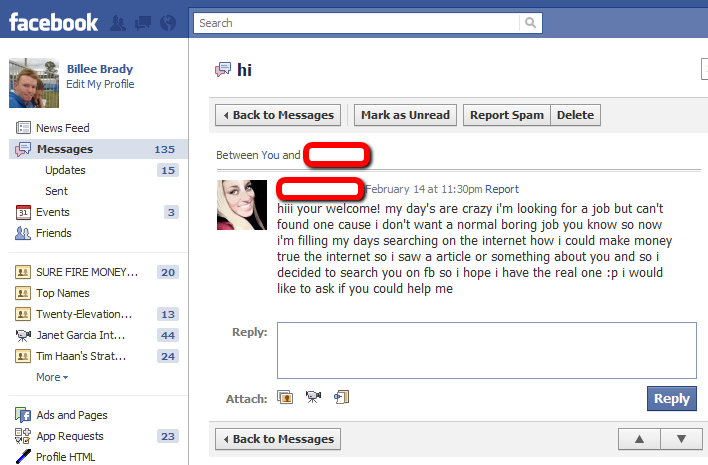 facebook
Search
Billee Brady
Edit My Profile
News Feed
Messages 135
Updates 15
Sent
31 Events 3
Friends
SURE FIRE MONEY... 20
Top Names
Twenty-Elevation... 13
Janet Garcia Int... 44
Tim Haan's Strat... 24
More
Ads and Pages
App Requests 23
Profile HTML
hi
Back to Messages Mark as Unread Report Spam Delete
Between You and
February 14 at 11:30pm Report
hiii your welcome! my day's are crazy i'm looking for a job but can't
found one cause i don't want a normal boring job you know so now
i'm filling my days searching on the internet how i could make money
true the internet so i saw a article or something about you and so i
decided to search you on fb so i hope i have the real one :p i would
like to ask if you could help me
Reply:
Attach:
Reply
Back to Messages